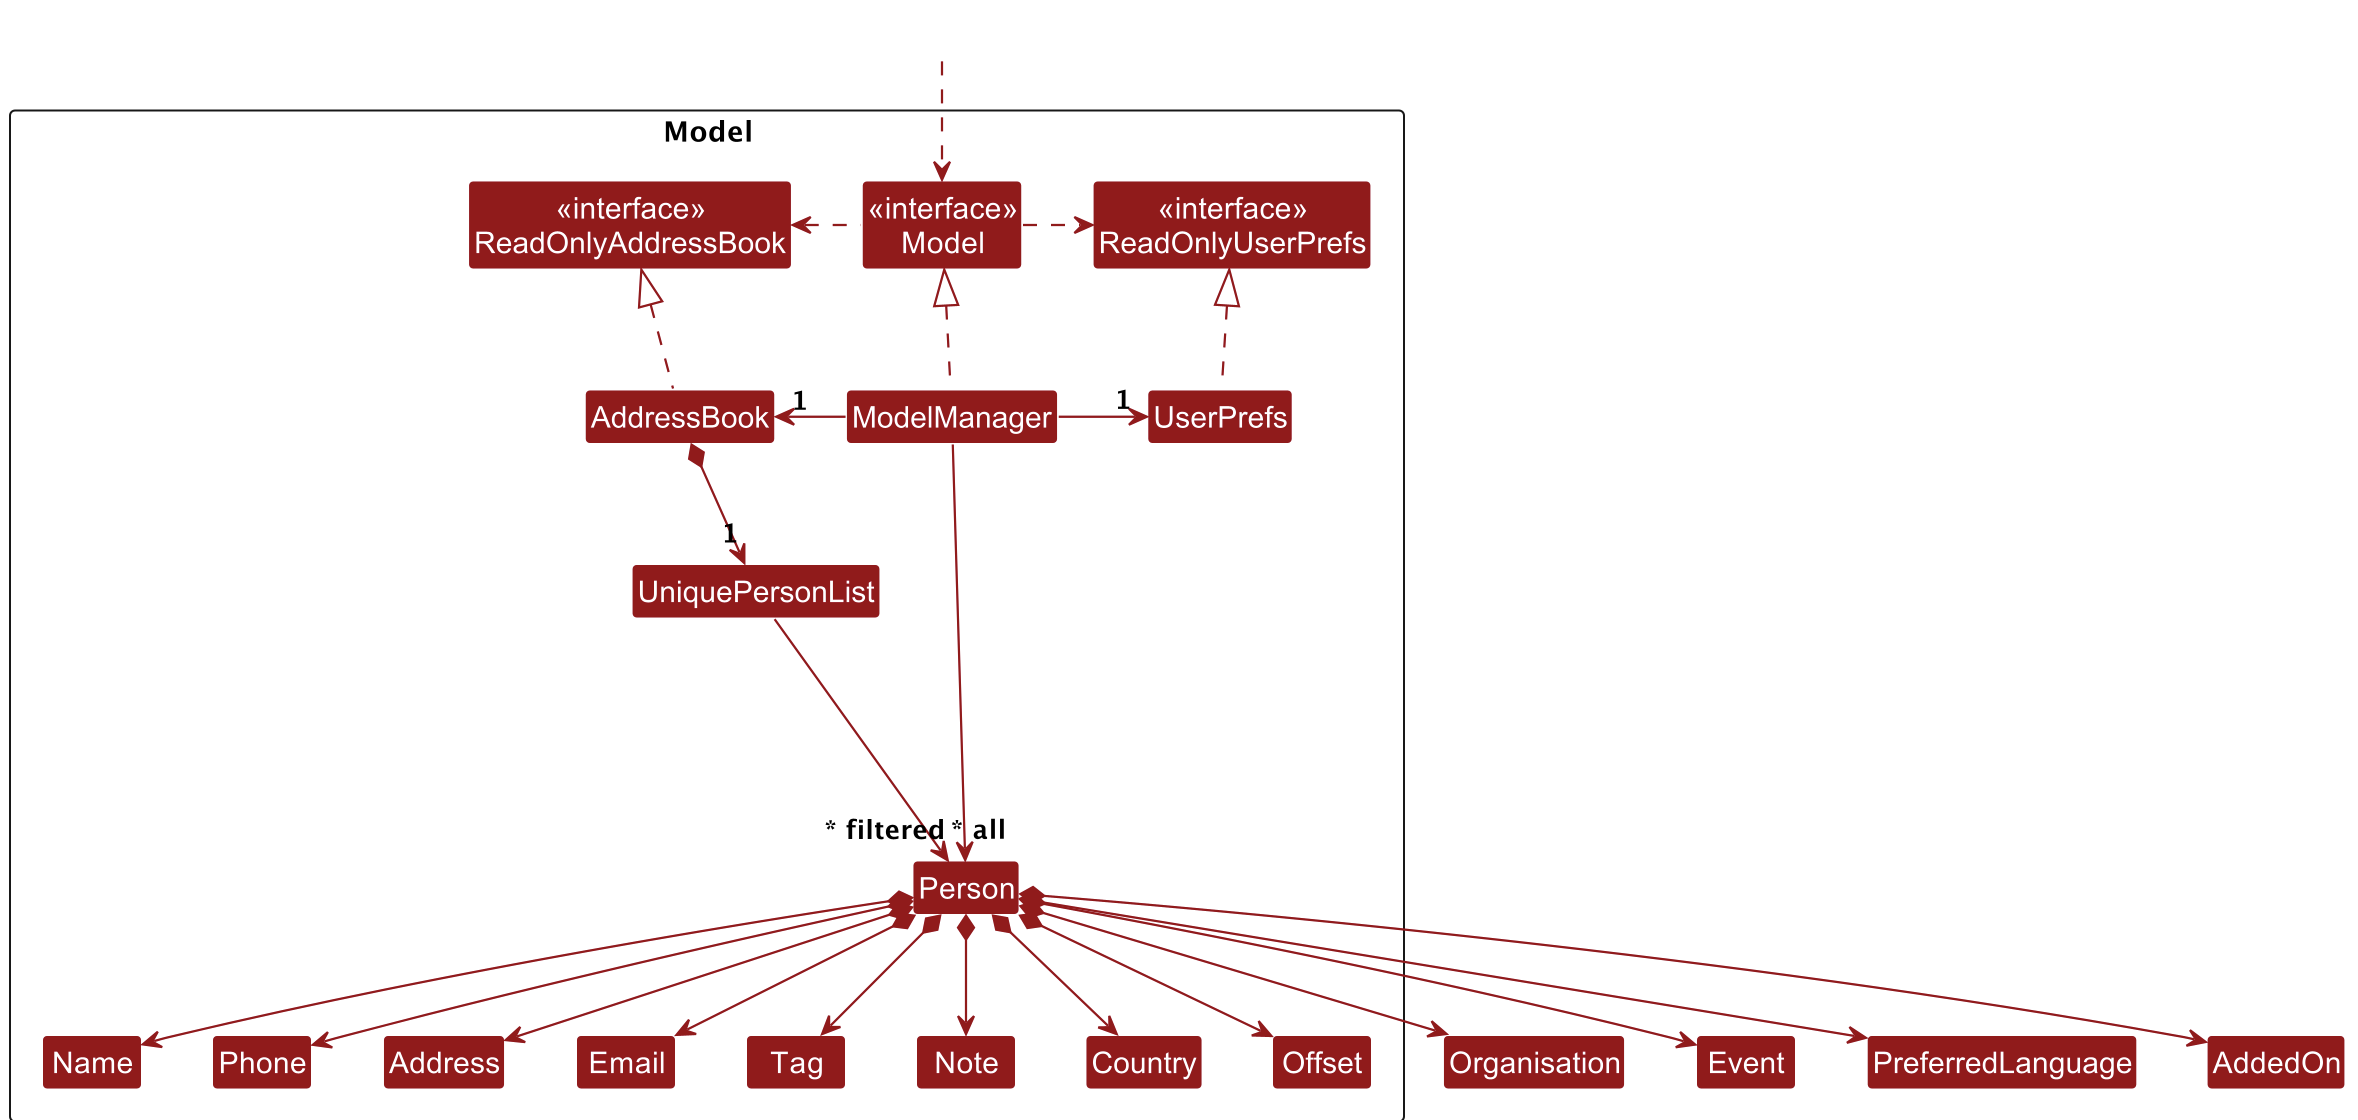 Model
«interface»
ReadOnlyAddressBook
«interface»
Model
«interface»
ReadOnlyUserPrefs
AddressBook
1
ModelManager
1
UserPrefs
1
UniquePersonList
* filtered
* all
Person
Name
Phone
Address
Email
Tag
Note
Country
Offset
Organisation
Event
PreferredLanguage
AddedOn